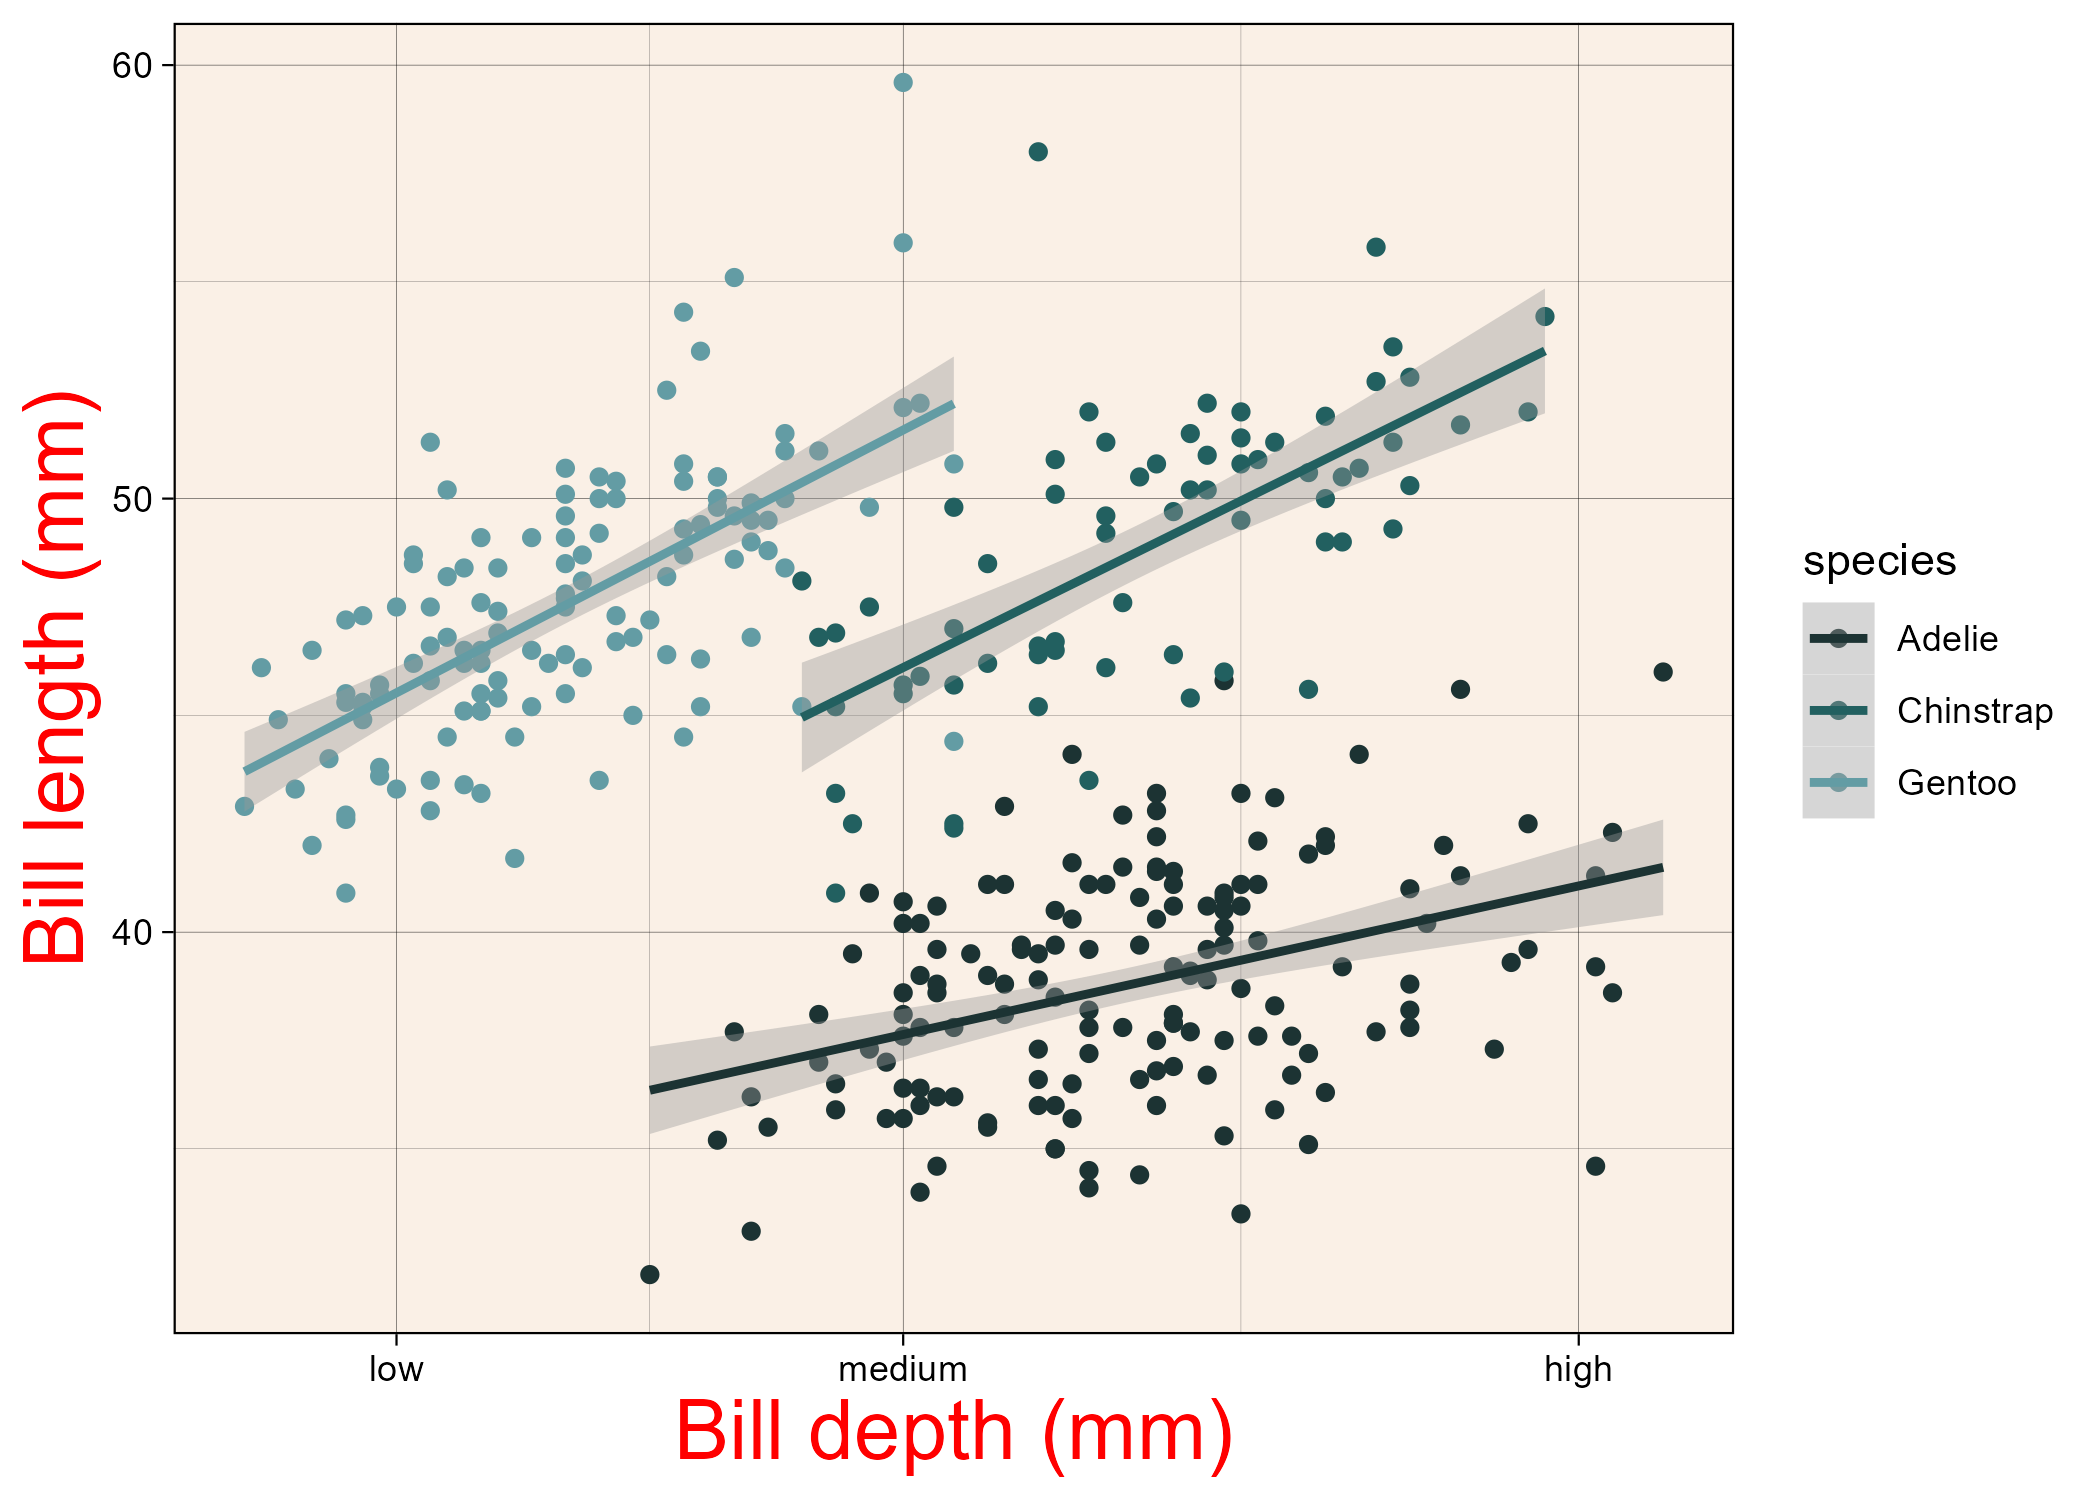 60
50
40
Bill length (mm)
low
medium
high
Bill depth (mm)
species
Adelie
Chinstrap
Gentoo